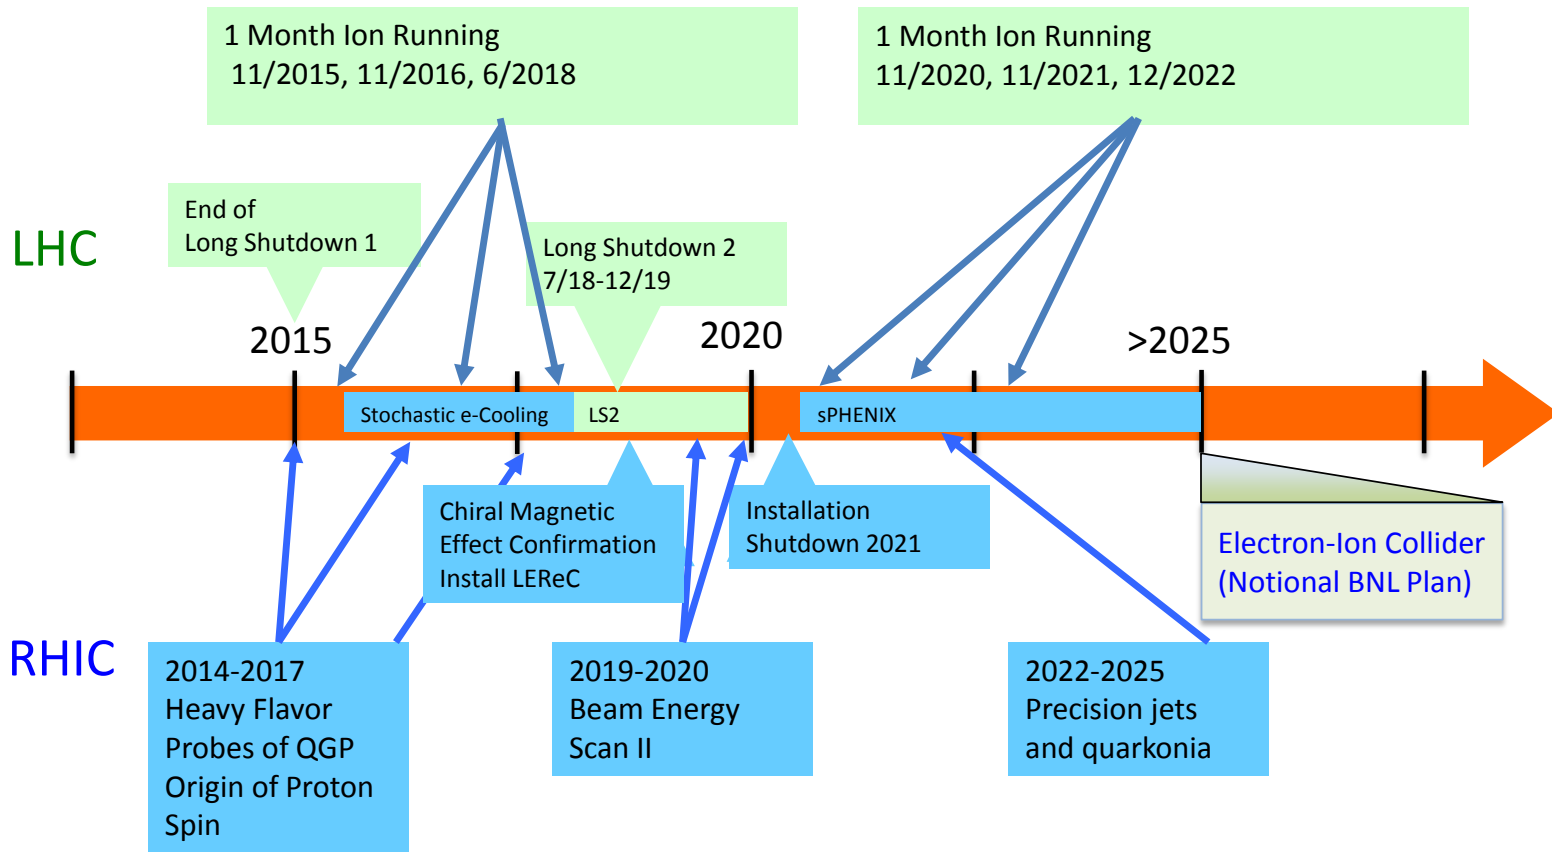 1 Month Ion Running
11/2015, 11/2016, 6/2018
1 Month Ion Running
11/2020, 11/2021, 12/2022
End of
Long Shutdown 1
LHC
Long Shutdown 2
7/18-12/19
2015
2020
>2025
Stochastic e-Cooling
LS2
sPHENIX
Chiral Magnetic
Effect Confirmation
Install LEReC
Installation
Shutdown 2021
Electron-Ion Collider
(Notional BNL Plan)
RHIC
2014-2017
Heavy Flavor
Probes of QGP
Origin of Proton
Spin
2019-2020
Beam Energy
Scan II
2022-2025
Precision jets
and quarkonia